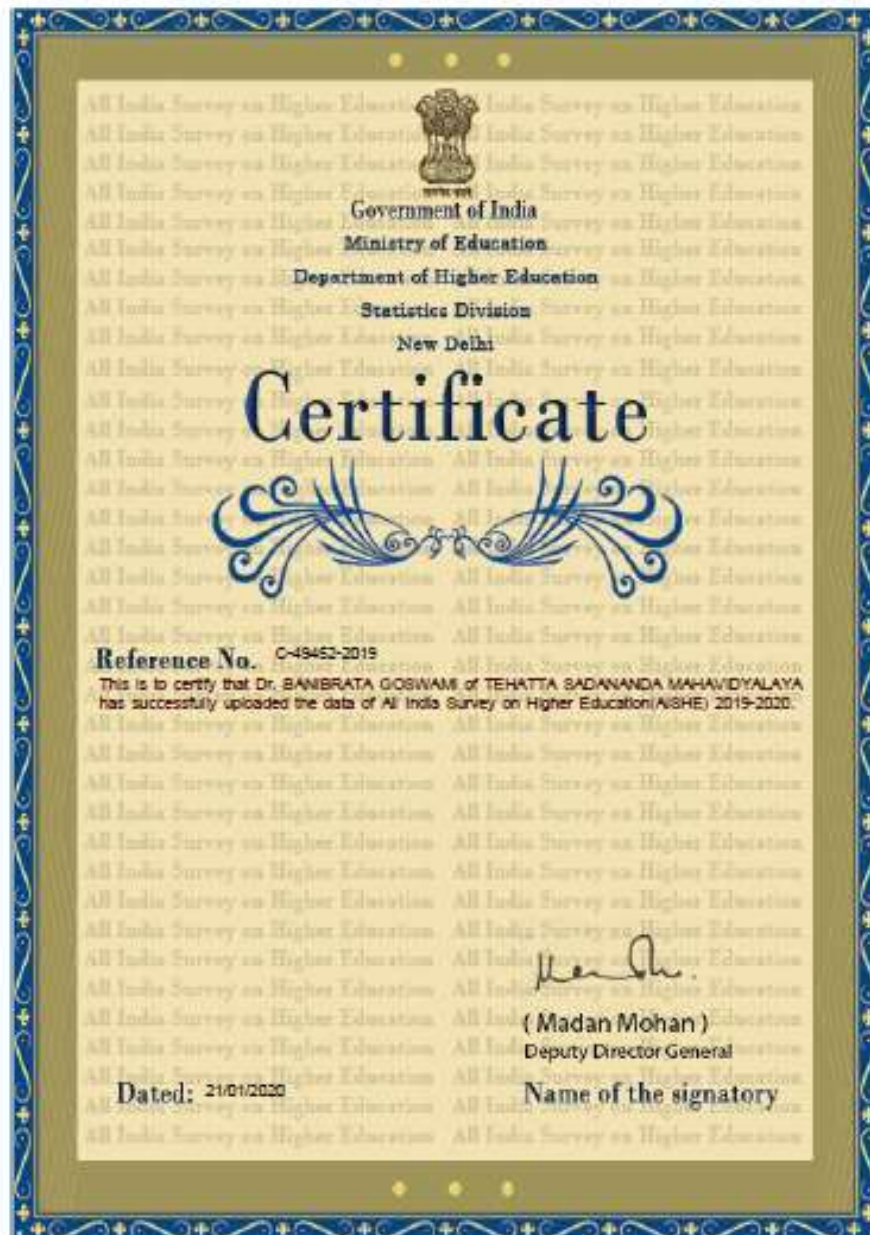 Government of India
Ministry of Education
Department of Higher Education
Statistics Division
New Delhi
Certificate
Reference No. C-49452-2019
This is to certify that Dr. BANIBRATA GOSWAMI of TEHATTA SADANANDA MAHAVIDYALAYA
has successfully uploaded the data of All India Survey on Higher Education(AISHE) 2019-2020.
( Madan Mohan )
Deputy Director General
Dated: 21/01/2020 Name of the signatory